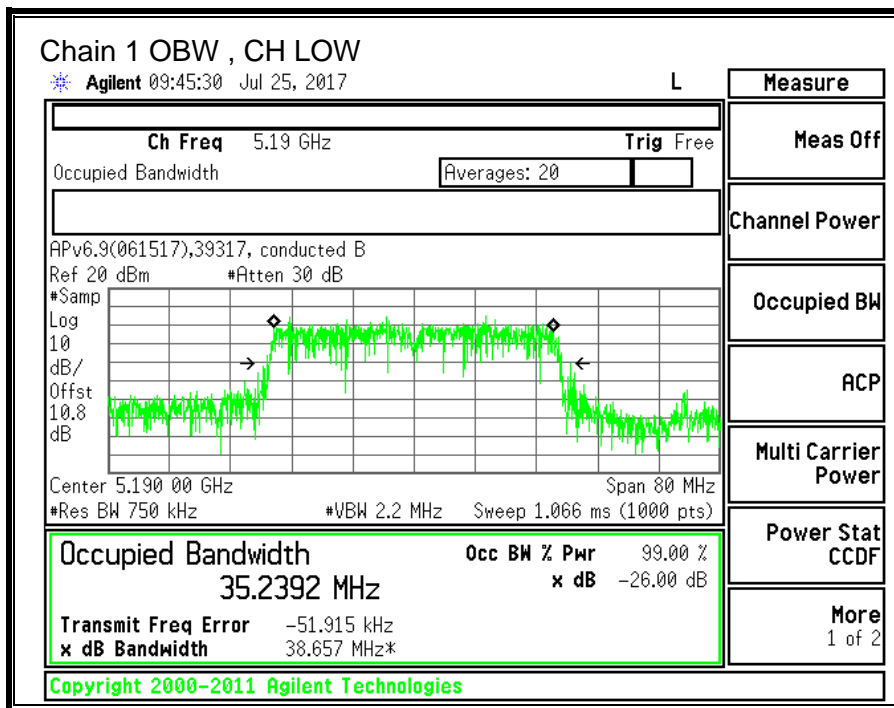 Chain 1 OBW , CH LOW
Agilent 09:45:30 Jul 25, 2017 L Measure
Ch Freq 5.19 GHz Trig Free
Occupied Bandwidth Averages: 20
Meas Off
Channel Power
Occupied BW
ACP
Multi Carrier
Power
Power Stat
CCDF
More
1 of 2
APv6.9(061517),39317, conducted B
Ref 20 dBm #Atten 30 dB
#Samp
Log
10
dB/
Offst
10.8
dB
Center 5.190 00 GHz Span 80 MHz
#Res BW 750 kHz #VBW 2.2 MHz Sweep 1.066 ms (1000 pts)
Occupied Bandwidth Occ BW % Pwr 99.00 %
35.2392 MHz x dB -26.00 dB
Transmit Freq Error -51.915 kHz
x dB Bandwidth 38.657 MHz*
Copyright 2000-2011 Agilent Technologies